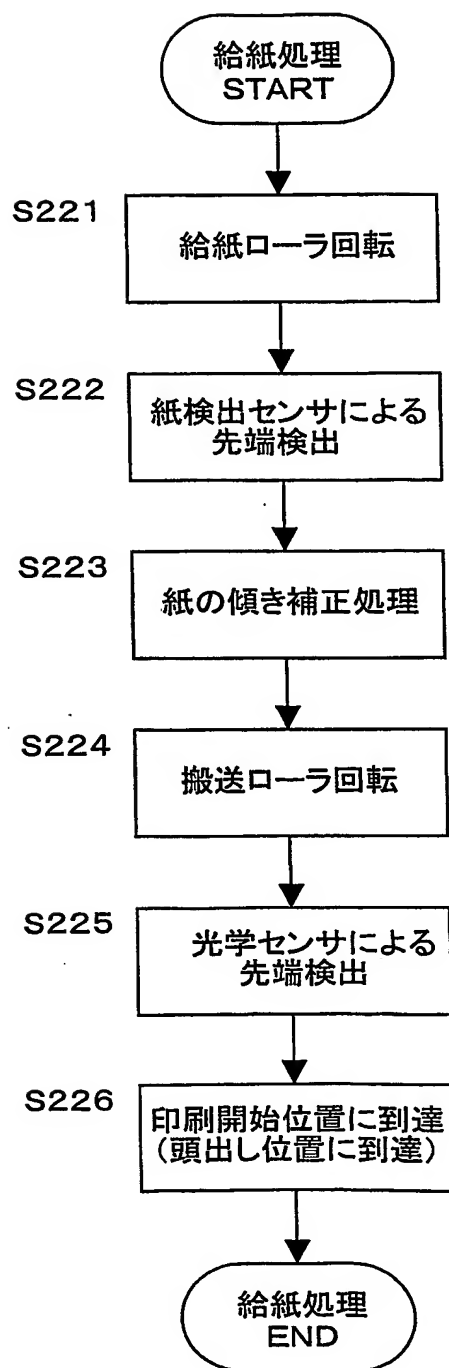 給紙処理
START
S221
給紙ローラ回転
S222
紙検出センサによる
先端検出
S223
紙の傾き補正処理
S224
搬送ローラ回転
S225
光学センサによる
先端検出
S226
印刷開始位置に到達
(頭出し位置に到達)
給紙処理
END